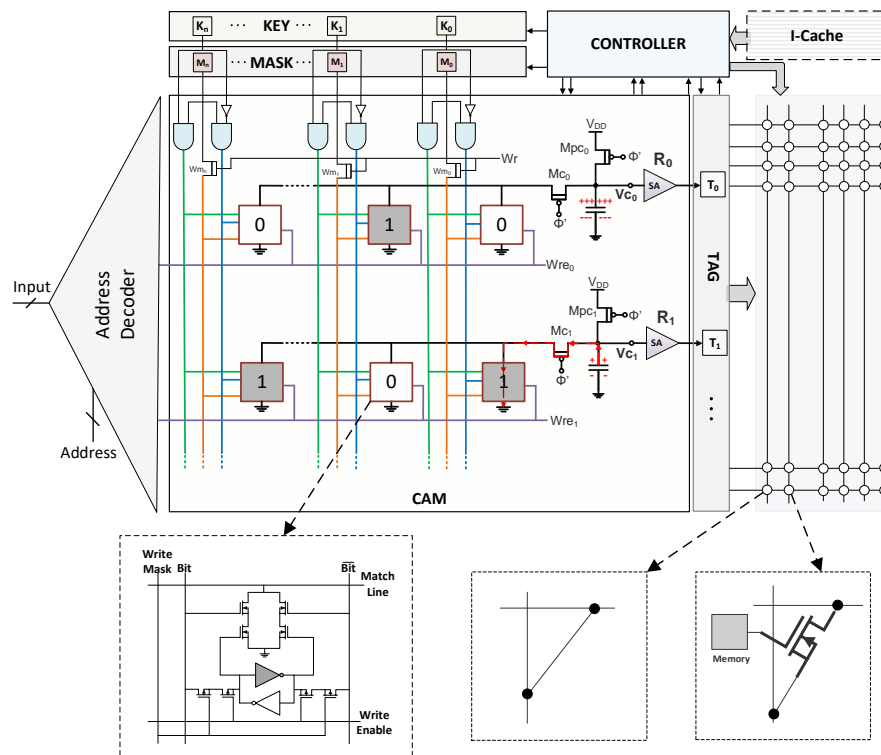 Kn ··· KEY ··· K1 ··· K0
Mn ··· MASK ··· M1 ··· M0
CONTROLLER
I-Cache
Wmn
Wm1
Wm0
Wr
VDD
Mpc0
Φ'
Mc0
Φ'
+++ +++
--- ---
Vc0
R0
SA
T0
0
1
0
Wre0
Input
Address
Decoder
Address
TAG
VDD
Mpc1
Φ'
Mc1
Φ'
+ +
- -
Vc1
R1
SA
T1
1
0
1
Wre1
CAM
Write
Mask
Bit
Bit
Match
Line
Write
Enable
Memory